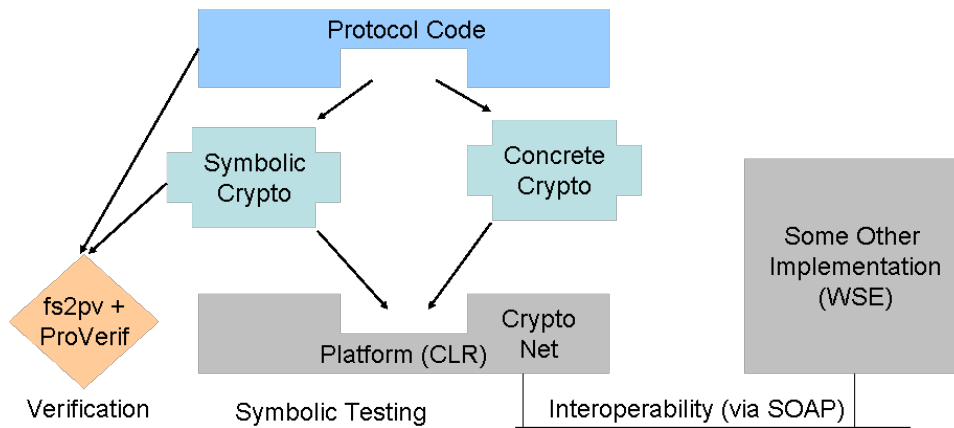 Protocol Code
Symbolic
Crypto
Concrete
Crypto
Some Other
Implementation
(WSE)
fs2pv +
ProVerif
Crypto
Net
Platform (CLR)
Verification
Symbolic Testing
Interoperability (via SOAP)